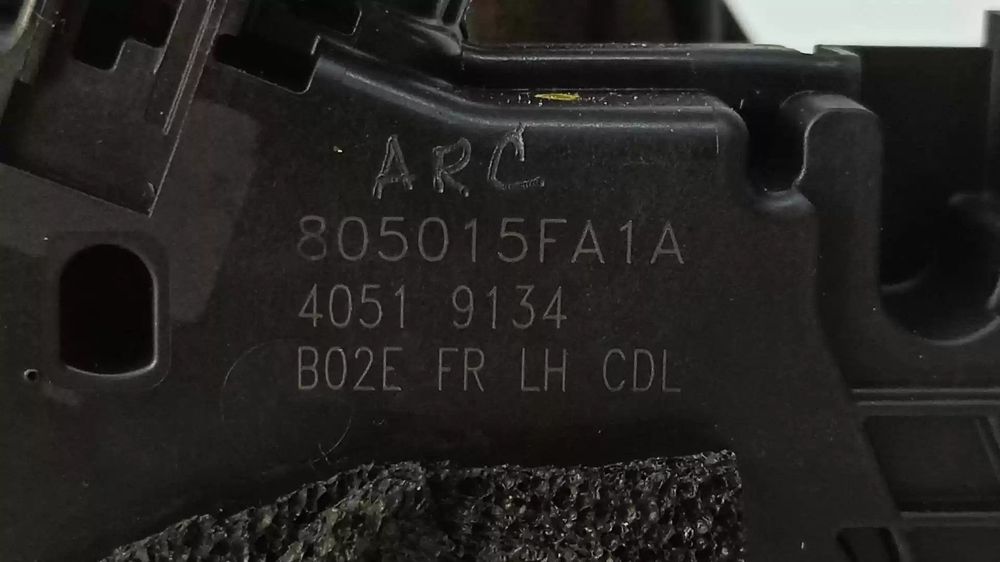 ARC
805015FA1A
4051 9134
B02E FR LH CDL